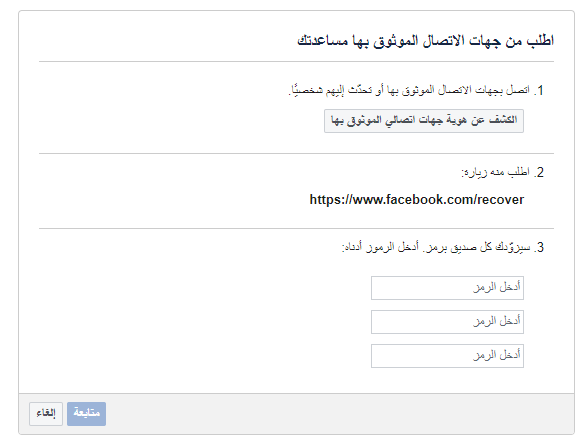 اطلب من جهات الاتصال الموثوق بها مساعدتك
1. اتصل بجهات الاتصال الموثوق بها أو تحدّث إليهم شخصيًا.
الكشف عن هوية جهات اتصالي الموثوق بها
2. اطلب منه زيارة:
https://www.facebook.com/recover
3. سيزوّدك كل صديق برمز. أدخل الرموز أدناه:
أدخل الرمز
أدخل الرمز
أدخل الرمز
متابعة إلغاء